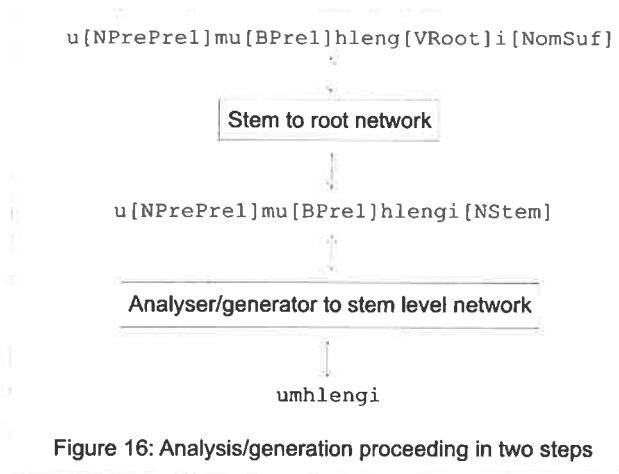 u[NPrePre1]mu[BPre1]hleng[VRoot]i[NomSuf]
Stem to root network
u[NPrePre1]mu[BPre1]hlengi[NStem]
Analyser/generator to stem level network
umhlengi
Figure 16: Analysis/generation proceeding in two steps